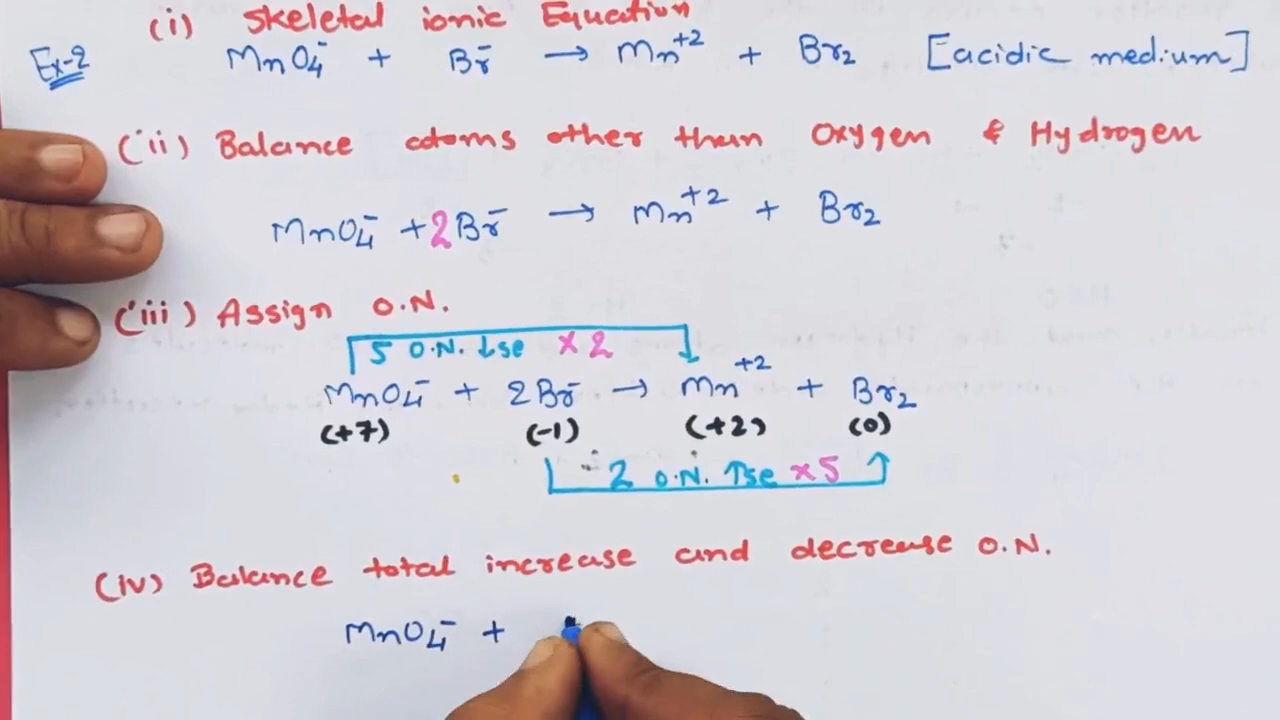 (i) Skeletal ionic Equation
Ex-2 MnO₄⁻ + Br⁻ → Mn⁺² + Br₂ [acidic medium]
(ii) Balance atoms other than Oxygen & Hydrogen
MnO₄⁻ + 2Br⁻ → Mn⁺² + Br₂
(iii) Assign O.N.
5 O.N. ↓se ×2
MnO₄⁻ + 2Br⁻ → Mn⁺² + Br₂
(+7) (-1) (+2) (0)
2 O.N. ↑se ×5
(iv) Balance total increase and decrease O.N.
MnO₄⁻ +